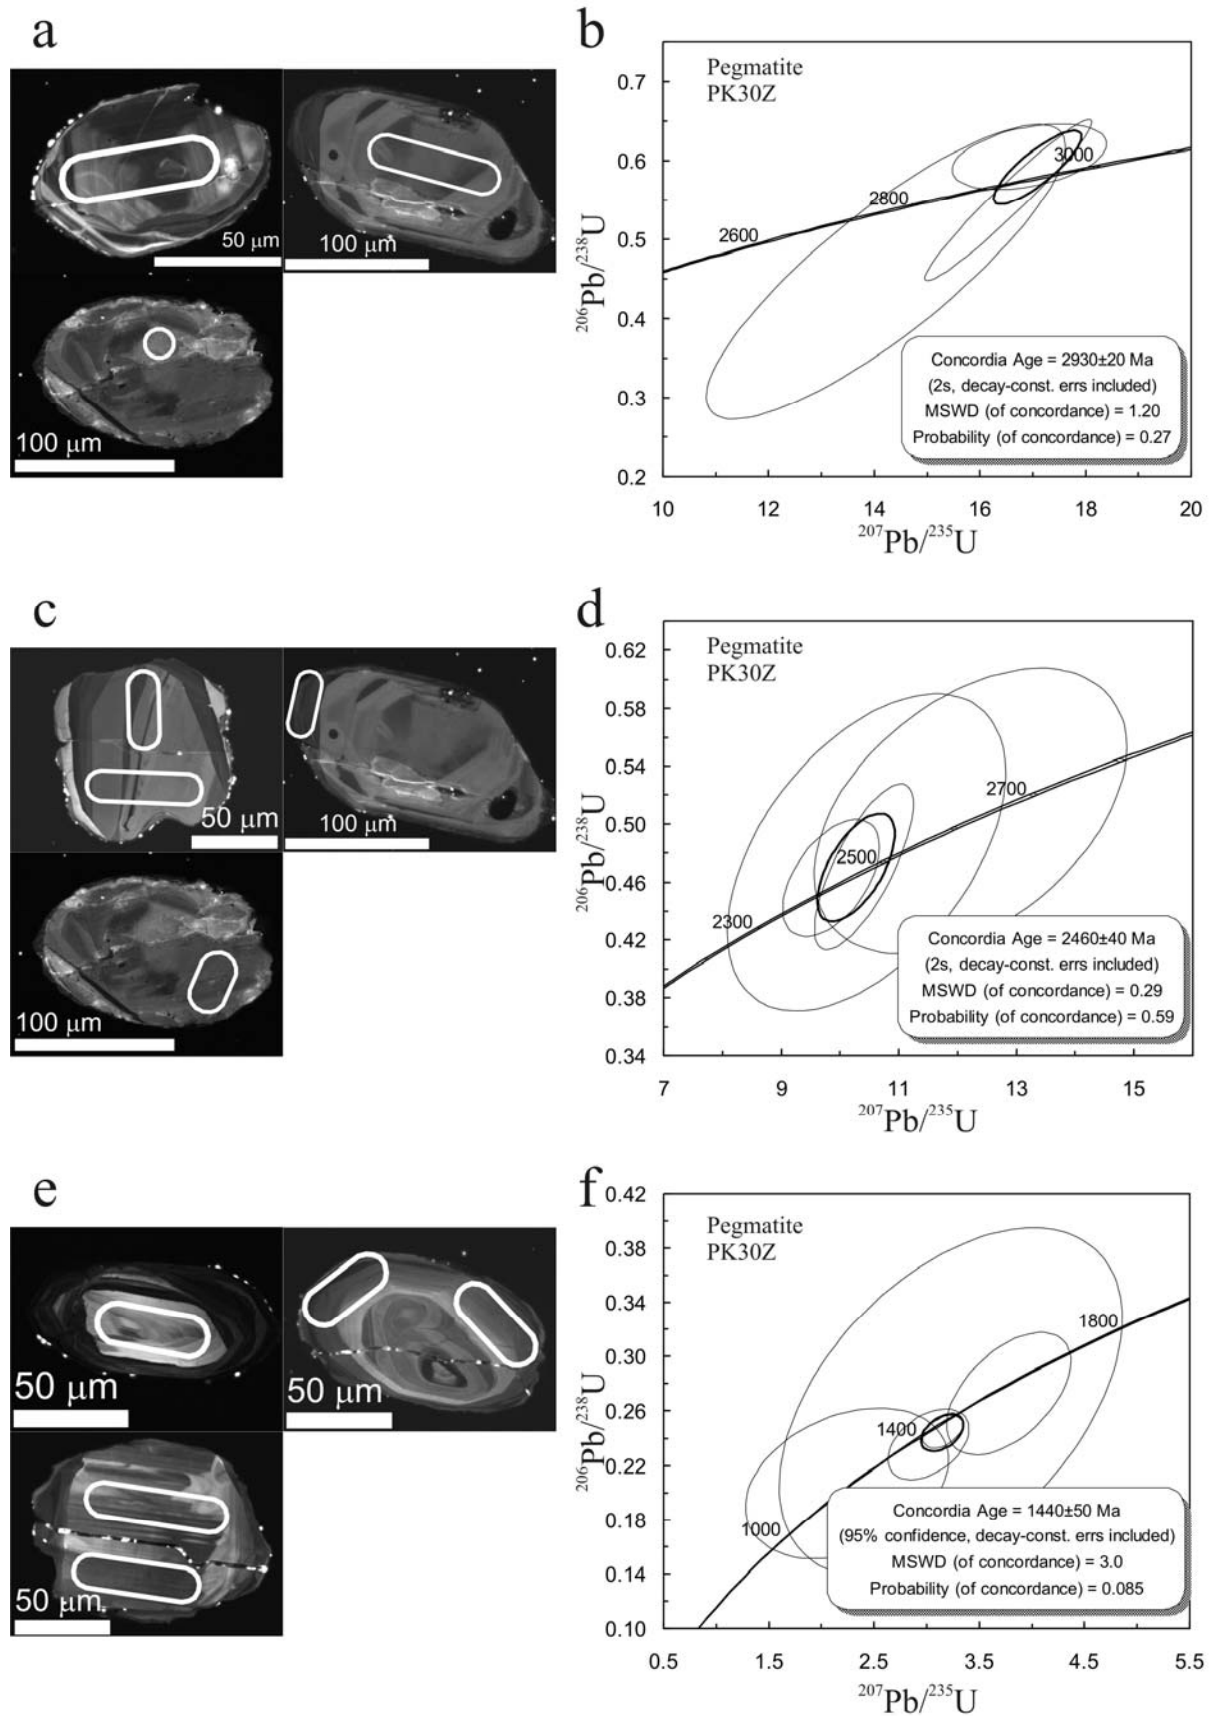 a
50 μm
100 μm
100 μm
b
Pegmatite
PK30Z
0.7
0.6
0.5
0.4
0.3
0.2
²⁰⁶Pb/²³⁸U
2600
2800
3000
Concordia Age = 2930±20 Ma
(2s, decay-const. errs included)
MSWD (of concordance) = 1.20
Probability (of concordance) = 0.27
10 12 14 16 18 20
²⁰⁷Pb/²³⁵U
c
50 μm
100 μm
100 μm
d
Pegmatite
PK30Z
0.62
0.58
0.54
0.50
0.46
0.42
0.38
0.34
²⁰⁶Pb/²³⁸U
2300
2500
2700
Concordia Age = 2460±40 Ma
(2s, decay-const. errs included)
MSWD (of concordance) = 0.29
Probability (of concordance) = 0.59
7 9 11 13 15
²⁰⁷Pb/²³⁵U
e
50 μm
50 μm
50 μm
f
Pegmatite
PK30Z
0.42
0.38
0.34
0.30
0.26
0.22
0.18
0.14
0.10
²⁰⁶Pb/²³⁸U
1000
1400
1800
Concordia Age = 1440±50 Ma
(95% confidence, decay-const. errs included)
MSWD (of concordance) = 3.0
Probability (of concordance) = 0.085
0.5 1.5 2.5 3.5 4.5 5.5
²⁰⁷Pb/²³⁵U